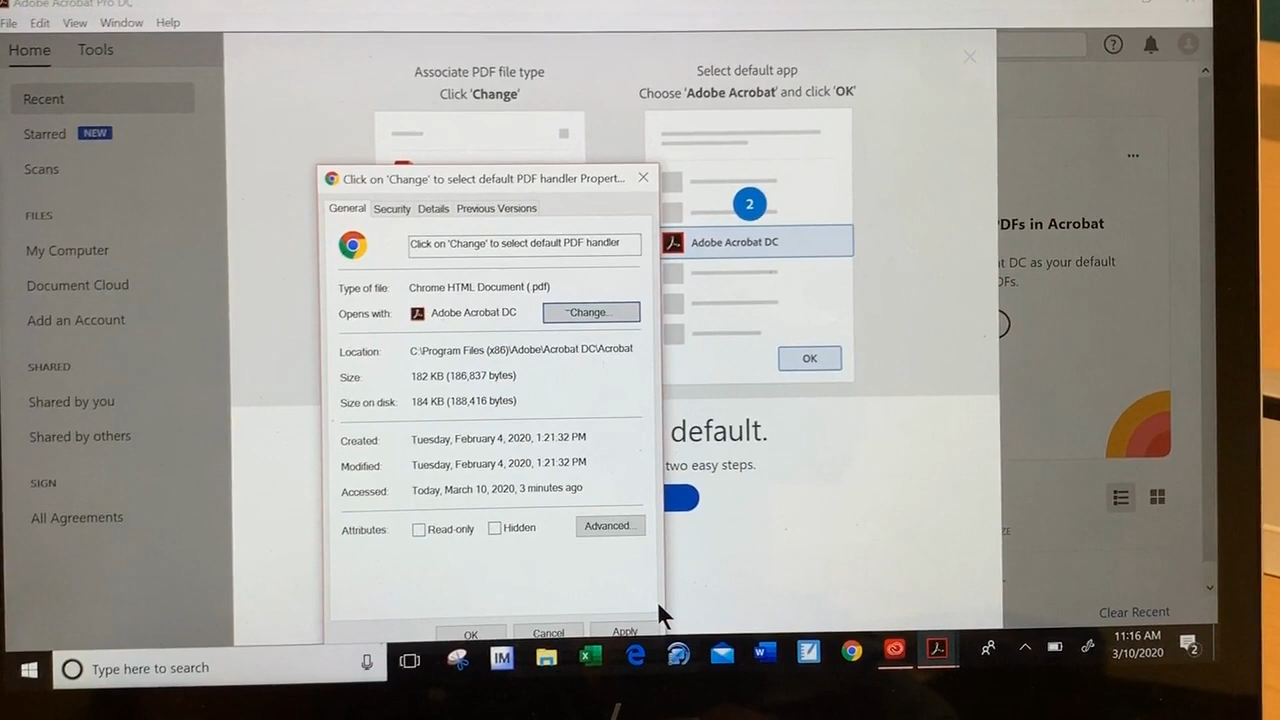 Adobe Acrobat Pro DC
File Edit View Window Help
Home Tools
Recent
Starred NEW
Scans
FILES
My Computer
Document Cloud
Add an Account
SHARED
Shared by you
Shared by others
SIGN
All Agreements
Associate PDF file type
Click 'Change'
Select default app
Choose 'Adobe Acrobat' and click 'OK'
2
Adobe Acrobat DC
OK
Click on 'Change' to select default PDF handler Propert...
General Security Details Previous Versions
Click on 'Change' to select default PDF handler
Type of file: Chrome HTML Document (.pdf)
Opens with: Adobe Acrobat DC Change...
Location: C:\Program Files (x86)\Adobe\Acrobat DC\Acrobat
Size: 182 KB (186,837 bytes)
Size on disk: 184 KB (188,416 bytes)
Created: Tuesday, February 4, 2020, 1:21:32 PM
Modified: Tuesday, February 4, 2020, 1:21:32 PM
Accessed: Today, March 10, 2020, 3 minutes ago
Attributes: Read-only Hidden Advanced...
OK Cancel Apply
default.
two easy steps.
...
PDFs in Acrobat
DC as your default
DFs.
Clear Recent
Type here to search
IM
11:16 AM
3/10/2020
2